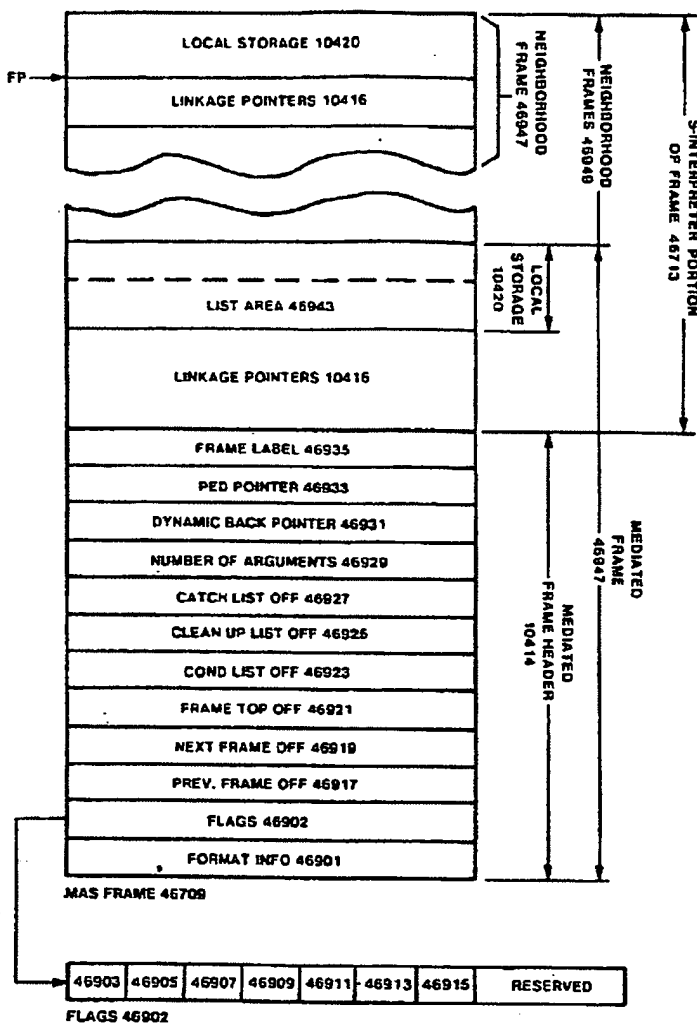 LOCAL STORAGE 10420
FP
LINKAGE POINTERS 10416
NEIGHBORHOOD
FRAME 46947
NEIGHBORHOOD
FRAMES 46949
S-INTERPRETER PORTION
OF FRAME 46713
LIST AREA 46943
LOCAL
STORAGE
10420
LINKAGE POINTERS 10416
FRAME LABEL 46935
PED POINTER 46933
DYNAMIC BACK POINTER 46931
NUMBER OF ARGUMENTS 46929
CATCH LIST OFF 46927
CLEAN UP LIST OFF 46925
COND LIST OFF 46923
FRAME TOP OFF 46921
NEXT FRAME OFF 46919
PREV. FRAME OFF 46917
FLAGS 46902
FORMAT INFO 46901
MEDIATED
FRAME HEADER
10414
MEDIATED
FRAME
46947
MAS FRAME 46709
46903 46905 46907 46909 46911 46913 46915 RESERVED
FLAGS 46902